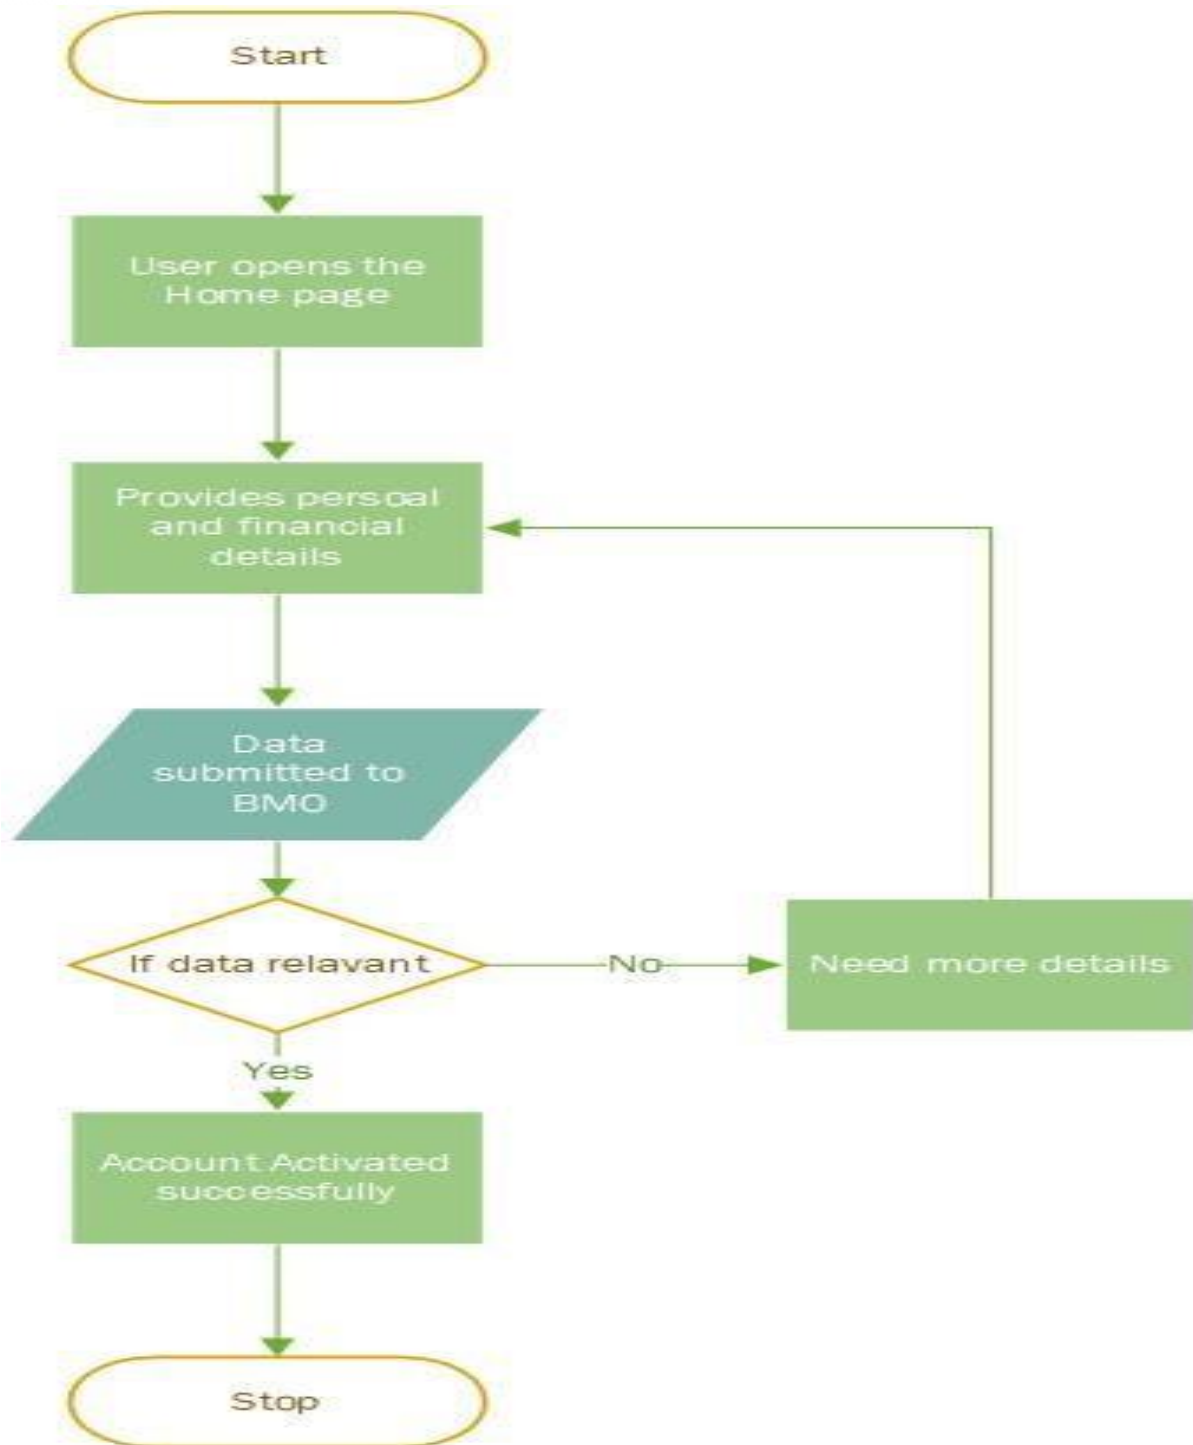 Start
User opens the
Home page
Provides persoal
and financial
details
Data
submitted to
BMO
If data relavant
No
Need more details
Yes
Account Activated
successfully
Stop